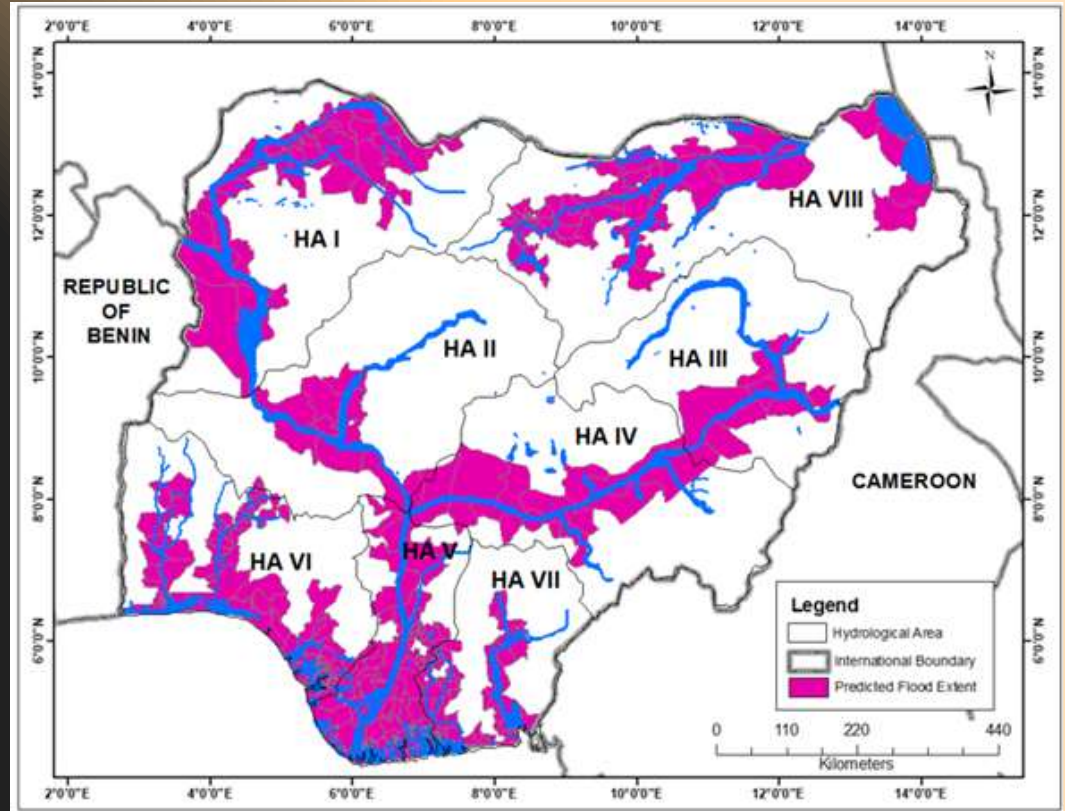 2°0'0"E 4°0'0"E 6°0'0"E 8°0'0"E 10°0'0"E 12°0'0"E 14°0'0"E
14°0'0"N
14°0'0"N
N
12°0'0"N
12°0'0"N
HA VIII
HA I
REPUBLIC
OF
BENIN
10°0'0"N
10°0'0"N
HA II
HA III
HA IV
CAMEROON
8°0'0"N
8°0'0"N
HA V
HA VI
HA VII
Legend
Hydrological Area
International Boundary
Predicted Flood Extent
6°0'0"N
6°0'0"N
0 110 220 440
Kilometers
2°0'0"E 4°0'0"E 6°0'0"E 8°0'0"E 10°0'0"E 12°0'0"E 14°0'0"E